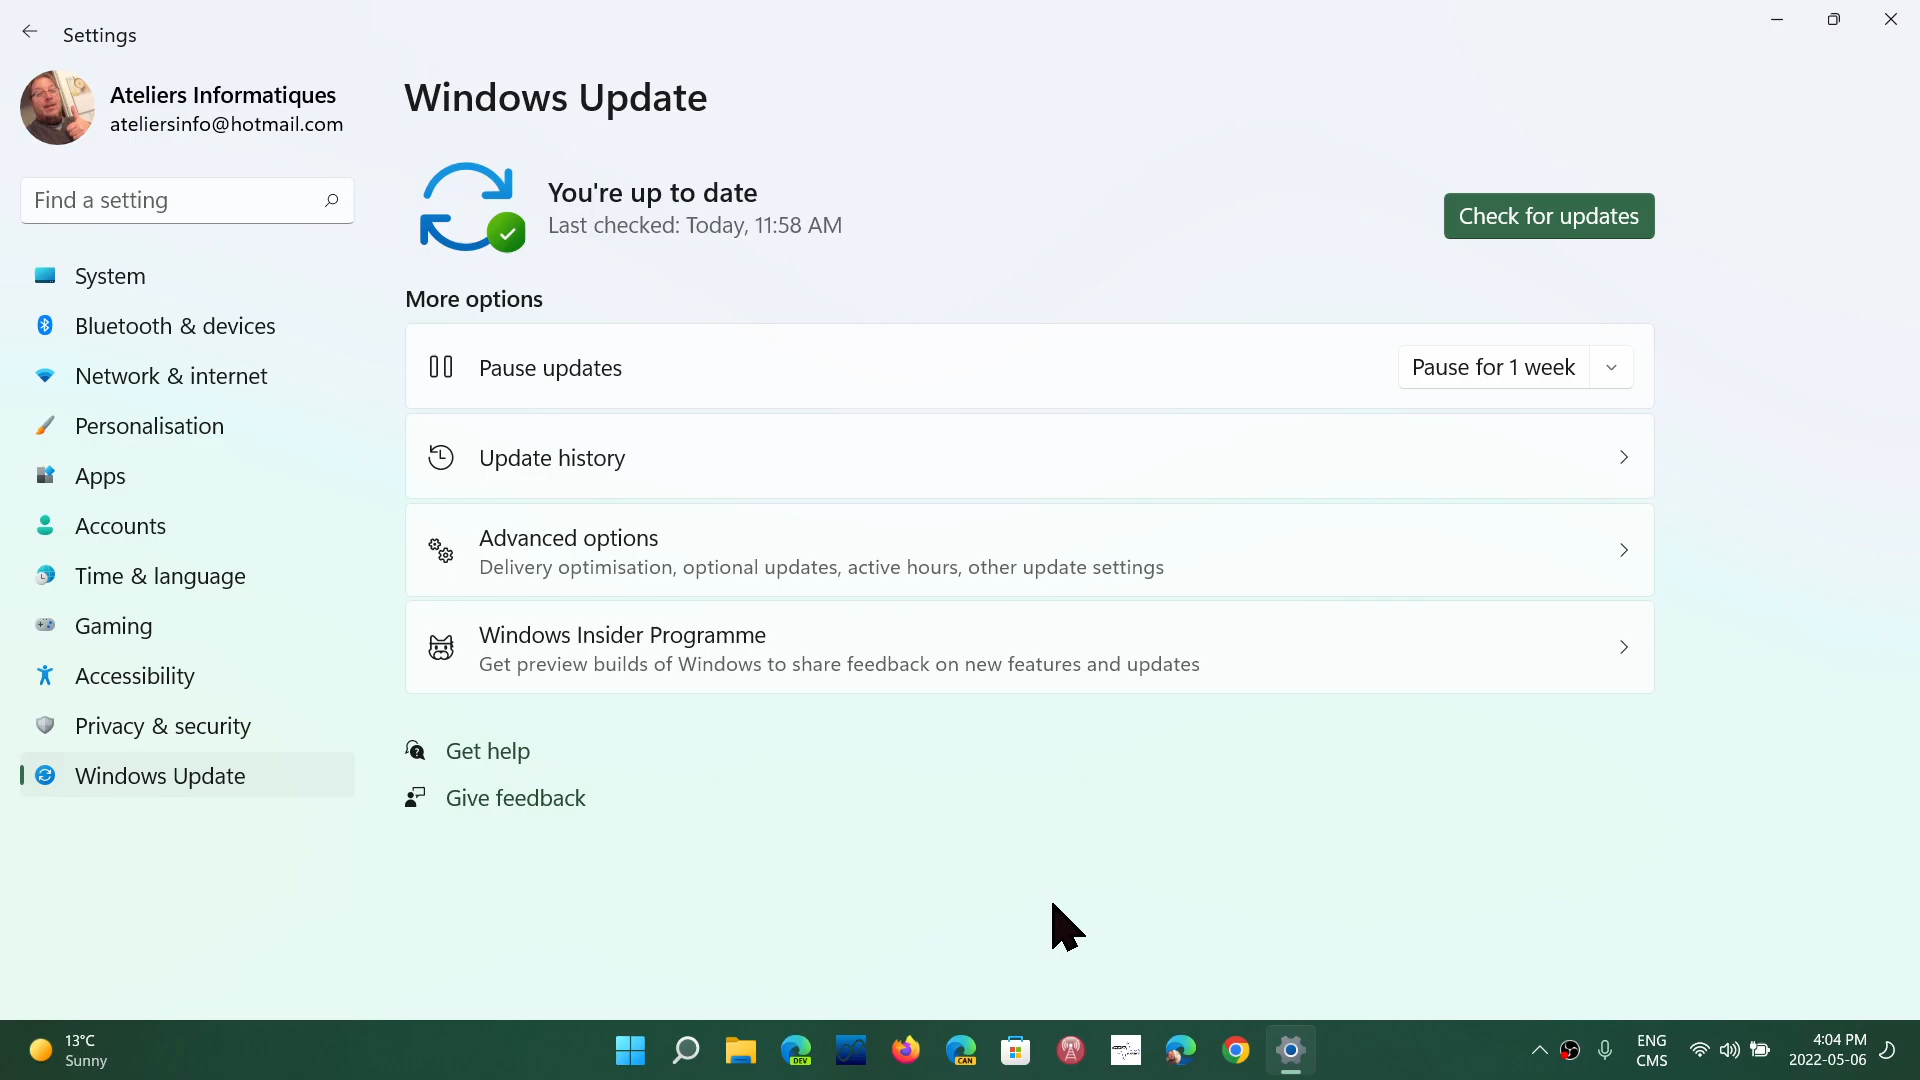 Settings
Ateliers Informatiques
ateliersinfo@hotmail.com
Find a setting
System
Bluetooth & devices
Network & internet
Personalisation
Apps
Accounts
Time & language
Gaming
Accessibility
Privacy & security
Windows Update
Windows Update
You're up to date
Last checked: Today, 11:58 AM
Check for updates
More options
Pause updates
Pause for 1 week
Update history
Advanced options
Delivery optimisation, optional updates, active hours, other update settings
Windows Insider Programme
Get preview builds of Windows to share feedback on new features and updates
Get help
Give feedback
13°C
Sunny
DEV
CAN
ENG
CMS
4:04 PM
2022-05-06